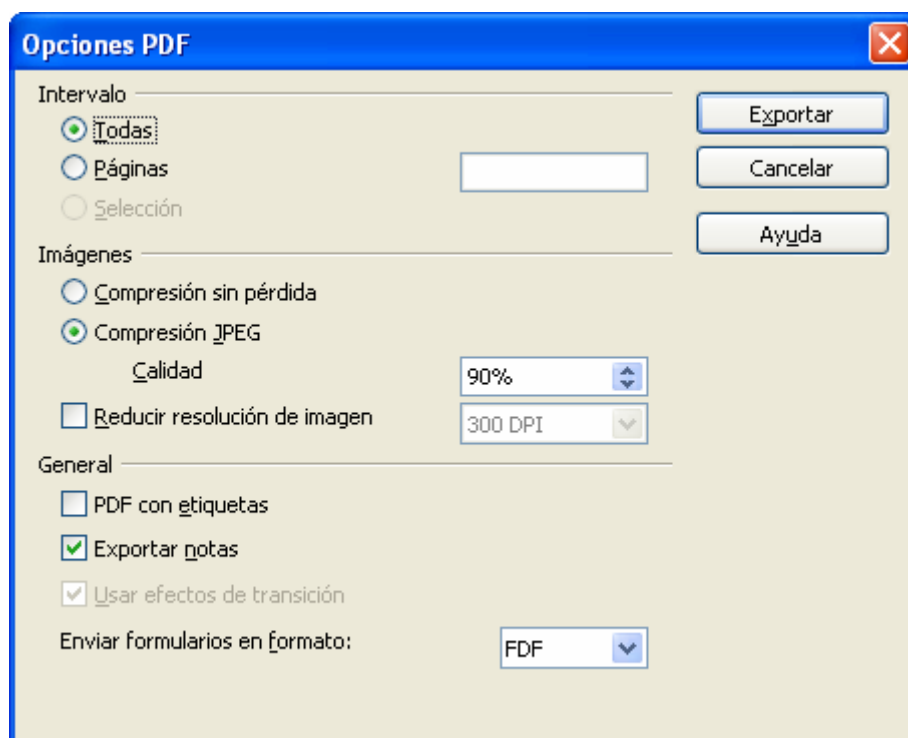 Opciones PDF
Intervalo
Todas
Páginas
Selección
Exportar
Cancelar
Ayuda
Imágenes
Compresión sin pérdida
Compresión JPEG
Calidad 90%
Reducir resolución de imagen 300 DPI
General
PDF con etiquetas
Exportar notas
Usar efectos de transición
Enviar formularios en formato: FDF